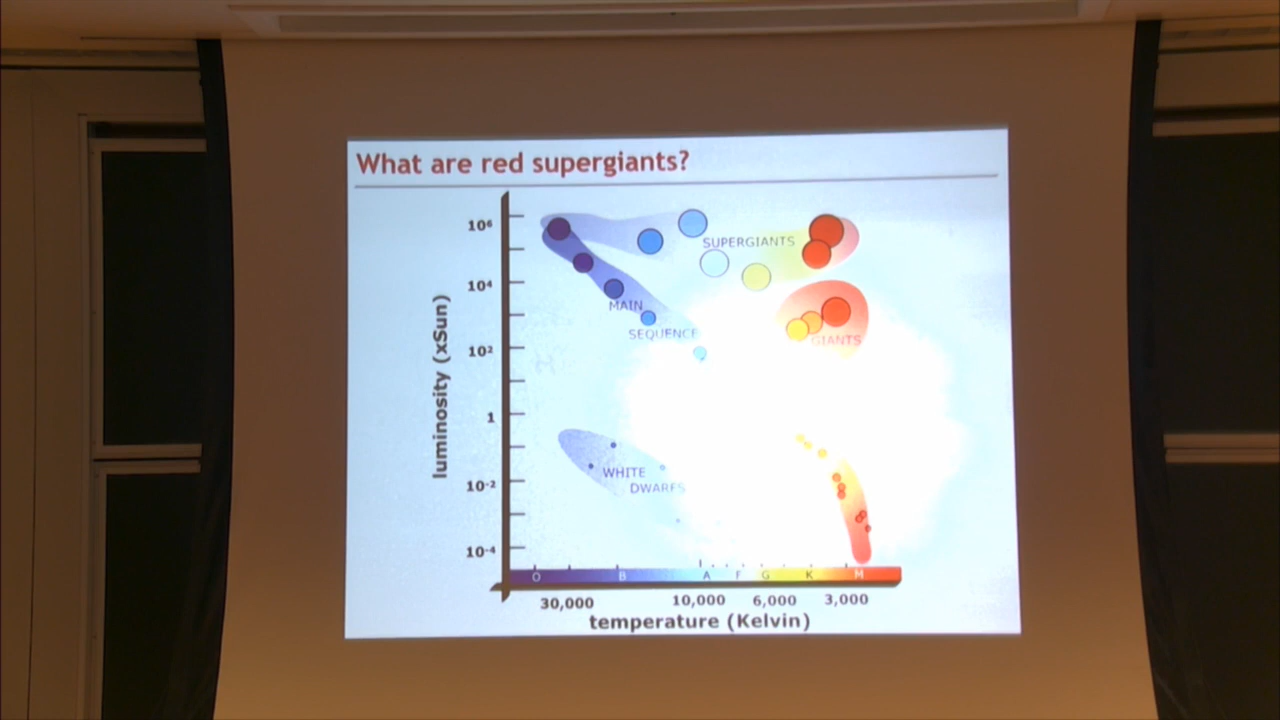 What are red supergiants?
10⁶
SUPERGIANTS
10⁴
MAIN
SEQUENCE
GIANTS
10²
1
WHITE
DWARFS
10⁻²
10⁻⁴
O B A F G K M
30,000 10,000 6,000 3,000
temperature (Kelvin)
luminosity (xSun)